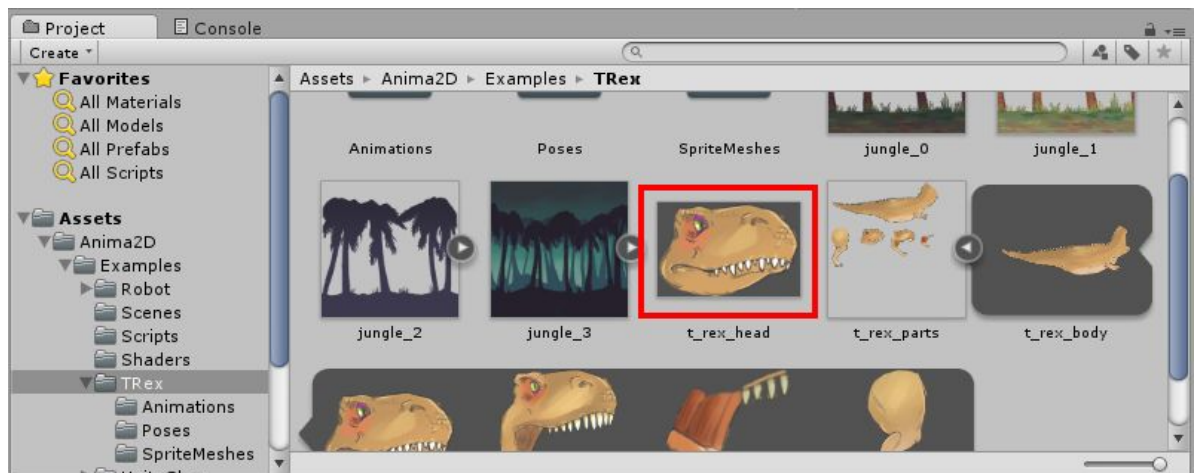 Project
Console
Create
Favorites
All Materials
All Models
All Prefabs
All Scripts
Assets
Anima2D
Examples
Robot
Scenes
Scripts
Shaders
TRex
Animations
Poses
SpriteMeshes
Assets Anima2D Examples TRex
Animations Poses SpriteMeshes jungle_0 jungle_1
jungle_2 jungle_3 t_rex_head t_rex_parts t_rex_body